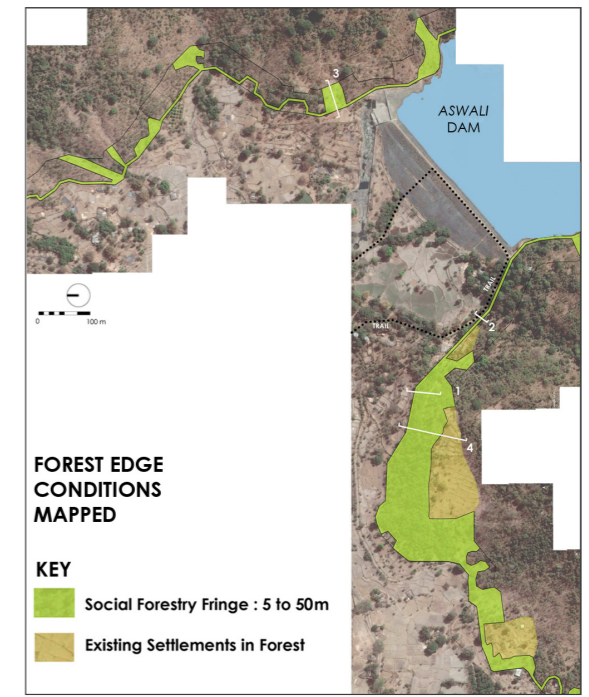 3
ASWALI
DAM
TRAIL
TRAIL
2
1
4
0 100 m
FOREST EDGE
CONDITIONS
MAPPED
KEY
Social Forestry Fringe : 5 to 50m
Existing Settlements in Forest